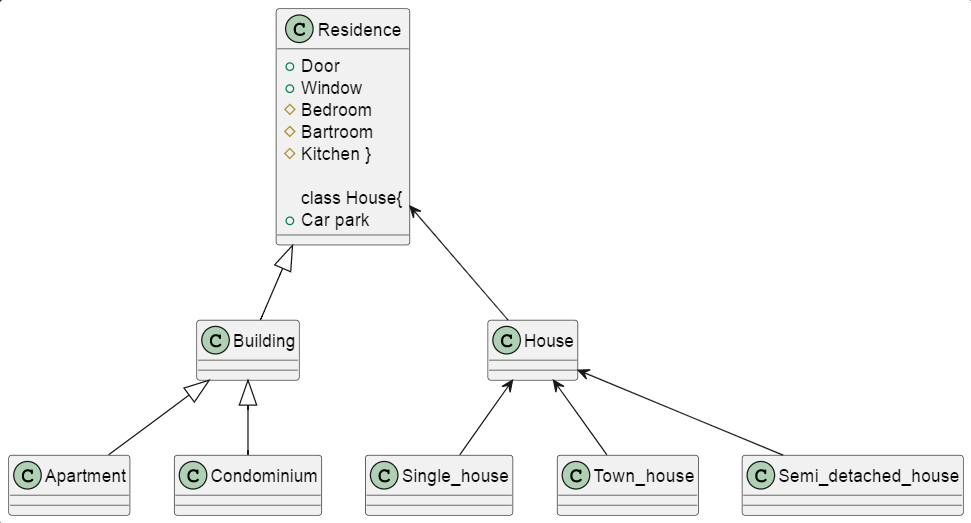 C Residence
Door
Window
Bedroom
Bartroom
Kitchen }
class House{
Car park
C Building
C House
C Apartment
C Condominium
C Single_house
C Town_house
C Semi_detached_house